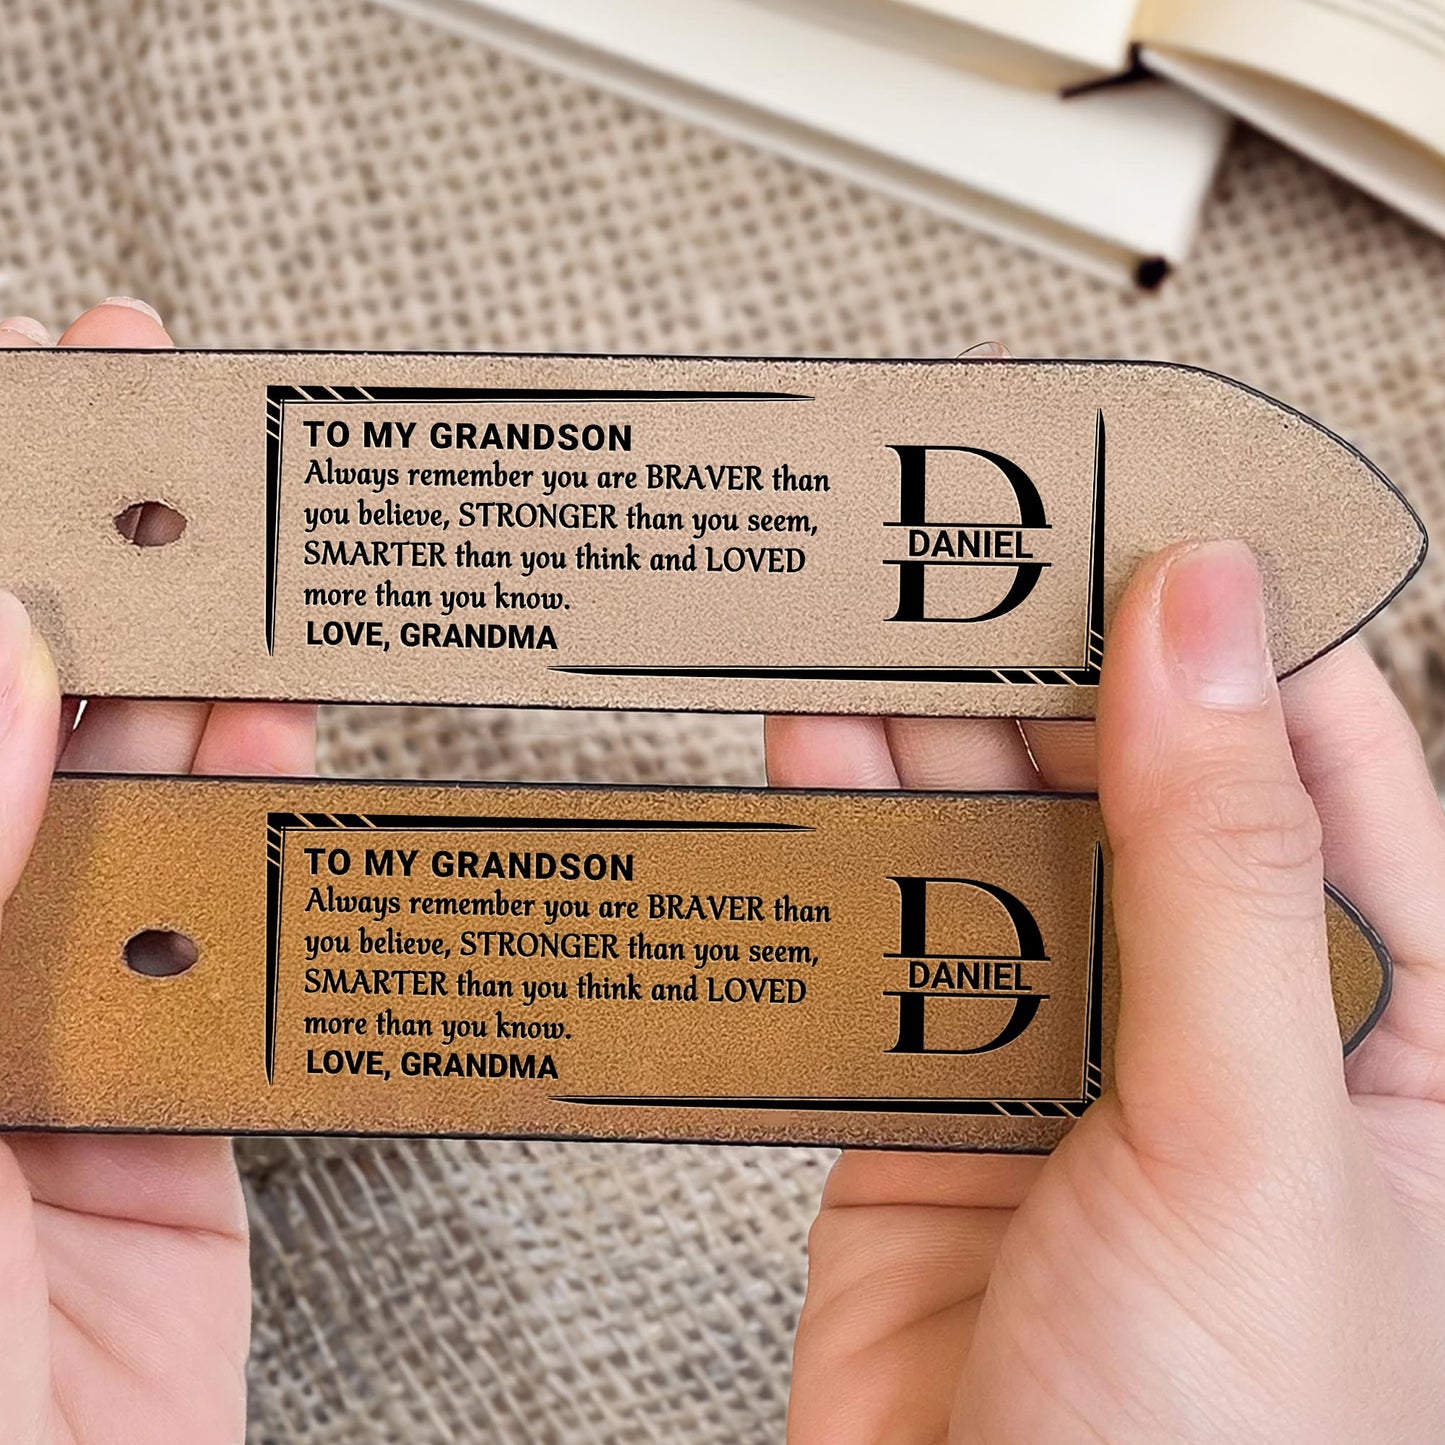 TO MY GRANDSON
Always remember you are BRAVER than
you believe, STRONGER than you seem,
SMARTER than you think and LOVED
more than you know.
LOVE, GRANDMA
D
DANIEL
TO MY GRANDSON
Always remember you are BRAVER than
you believe, STRONGER than you seem,
SMARTER than you think and LOVED
more than you know.
LOVE, GRANDMA
D
DANIEL